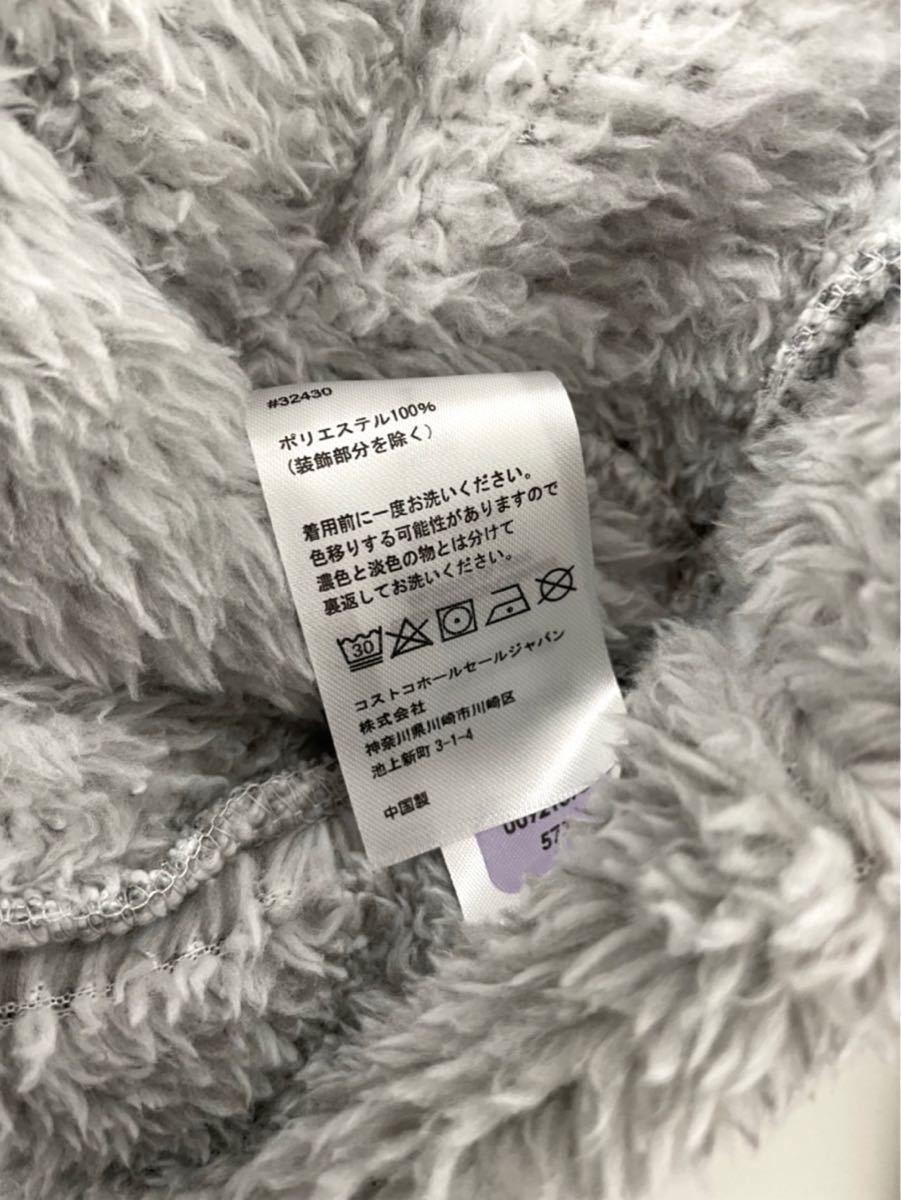 #32430
ポリエステル100%
(装飾部分を除く)
着用前に一度お洗いください。
色移りする可能性がありますので
濃色と淡色の物とは分けて
裏返してお洗いください。
30
コストコホールセールジャパン
株式会社
神奈川県川崎市川崎区
池上新町 3-1-4
中国製